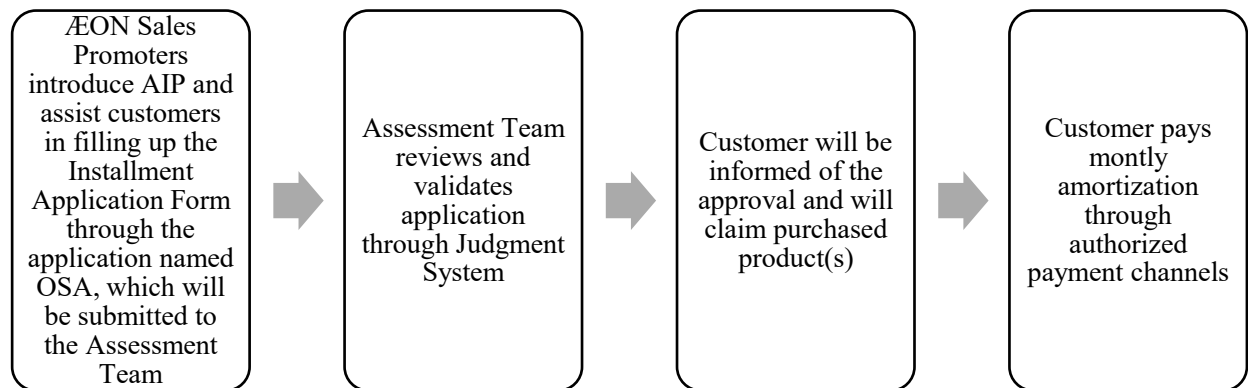 ÆON Sales
Promoters
introduce AIP and
assist customers
in filling up the
Installment
Application Form
through the
application named
OSA, which will
be submitted to
the Assessment
Team
Assessment Team
reviews and
validates
application
through Judgment
System
Customer will be
informed of the
approval and will
claim purchased
product(s)
Customer pays
montly
amortization
through
authorized
payment channels